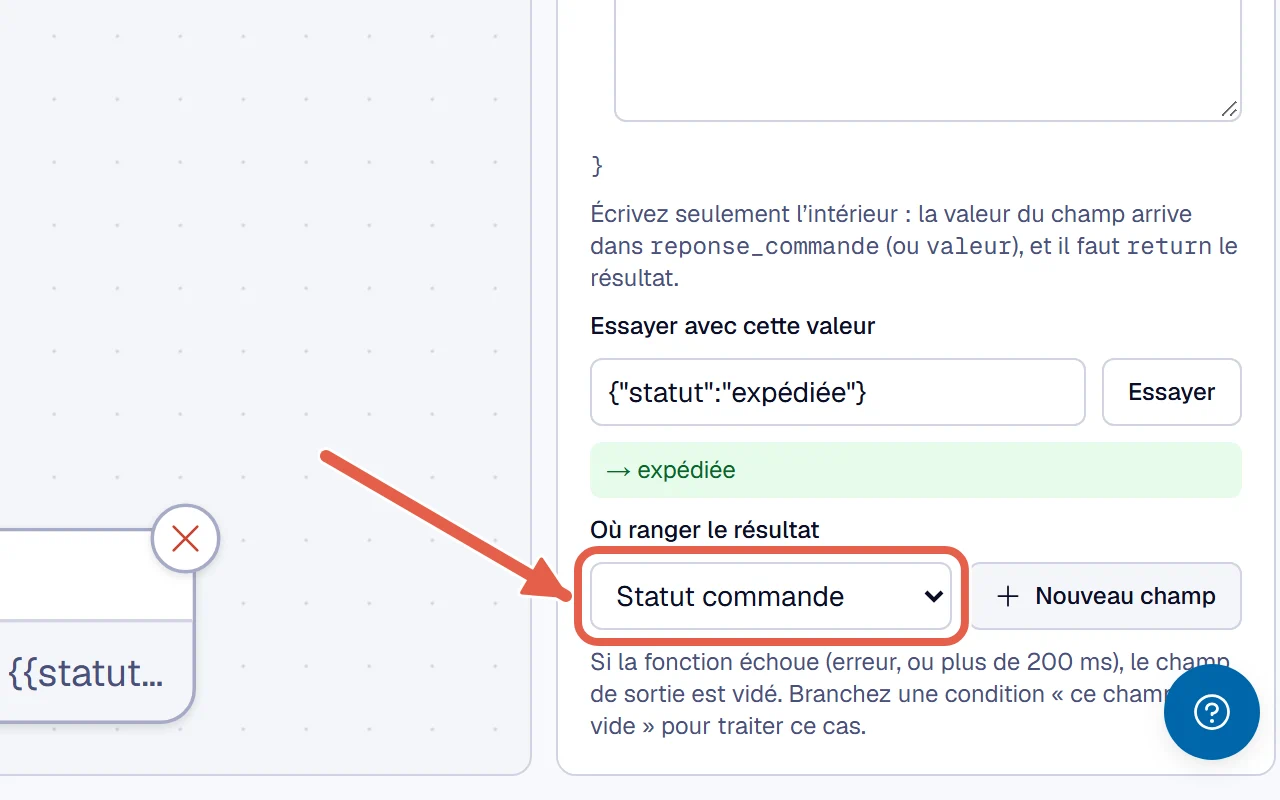 }
Écrivez seulement l’intérieur : la valeur du champ arrive
dans reponse_commande (ou valeur), et il faut return le
résultat.
Essayer avec cette valeur
{"statut":"expédiée"}
Essayer
→ expédiée
Où ranger le résultat
Statut commande
+ Nouveau champ
Si la fonction échoue (erreur, ou plus de 200 ms), le champ
de sortie est vidé. Branchez une condition « ce champ
vide » pour traiter ce cas.
{{statut…